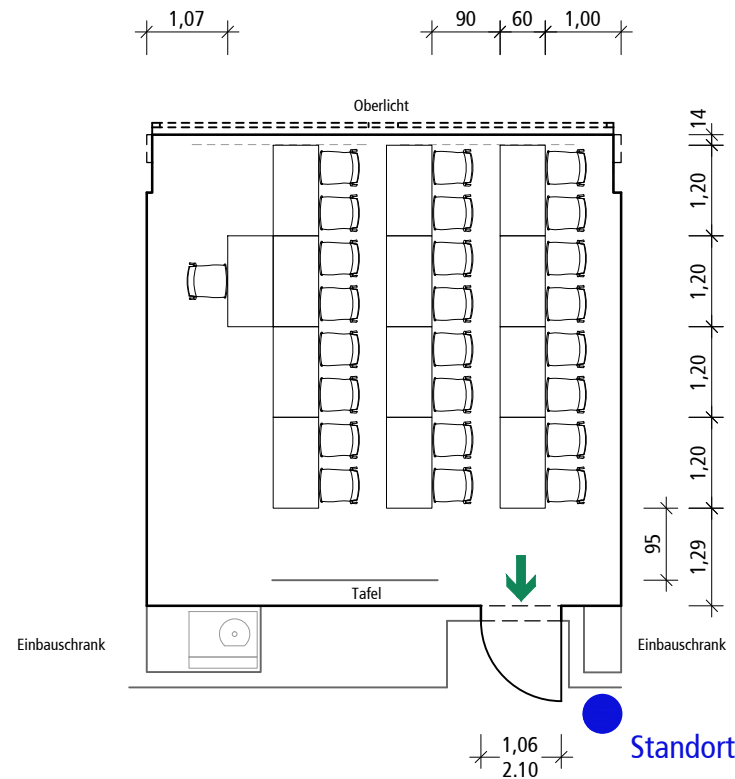 1,07
90
60
1,00
Oberlicht
14
1,20
1,20
1,20
1,20
95
1,29
Tafel
Einbauschrank
Einbauschrank
Standort
1,06
2.10